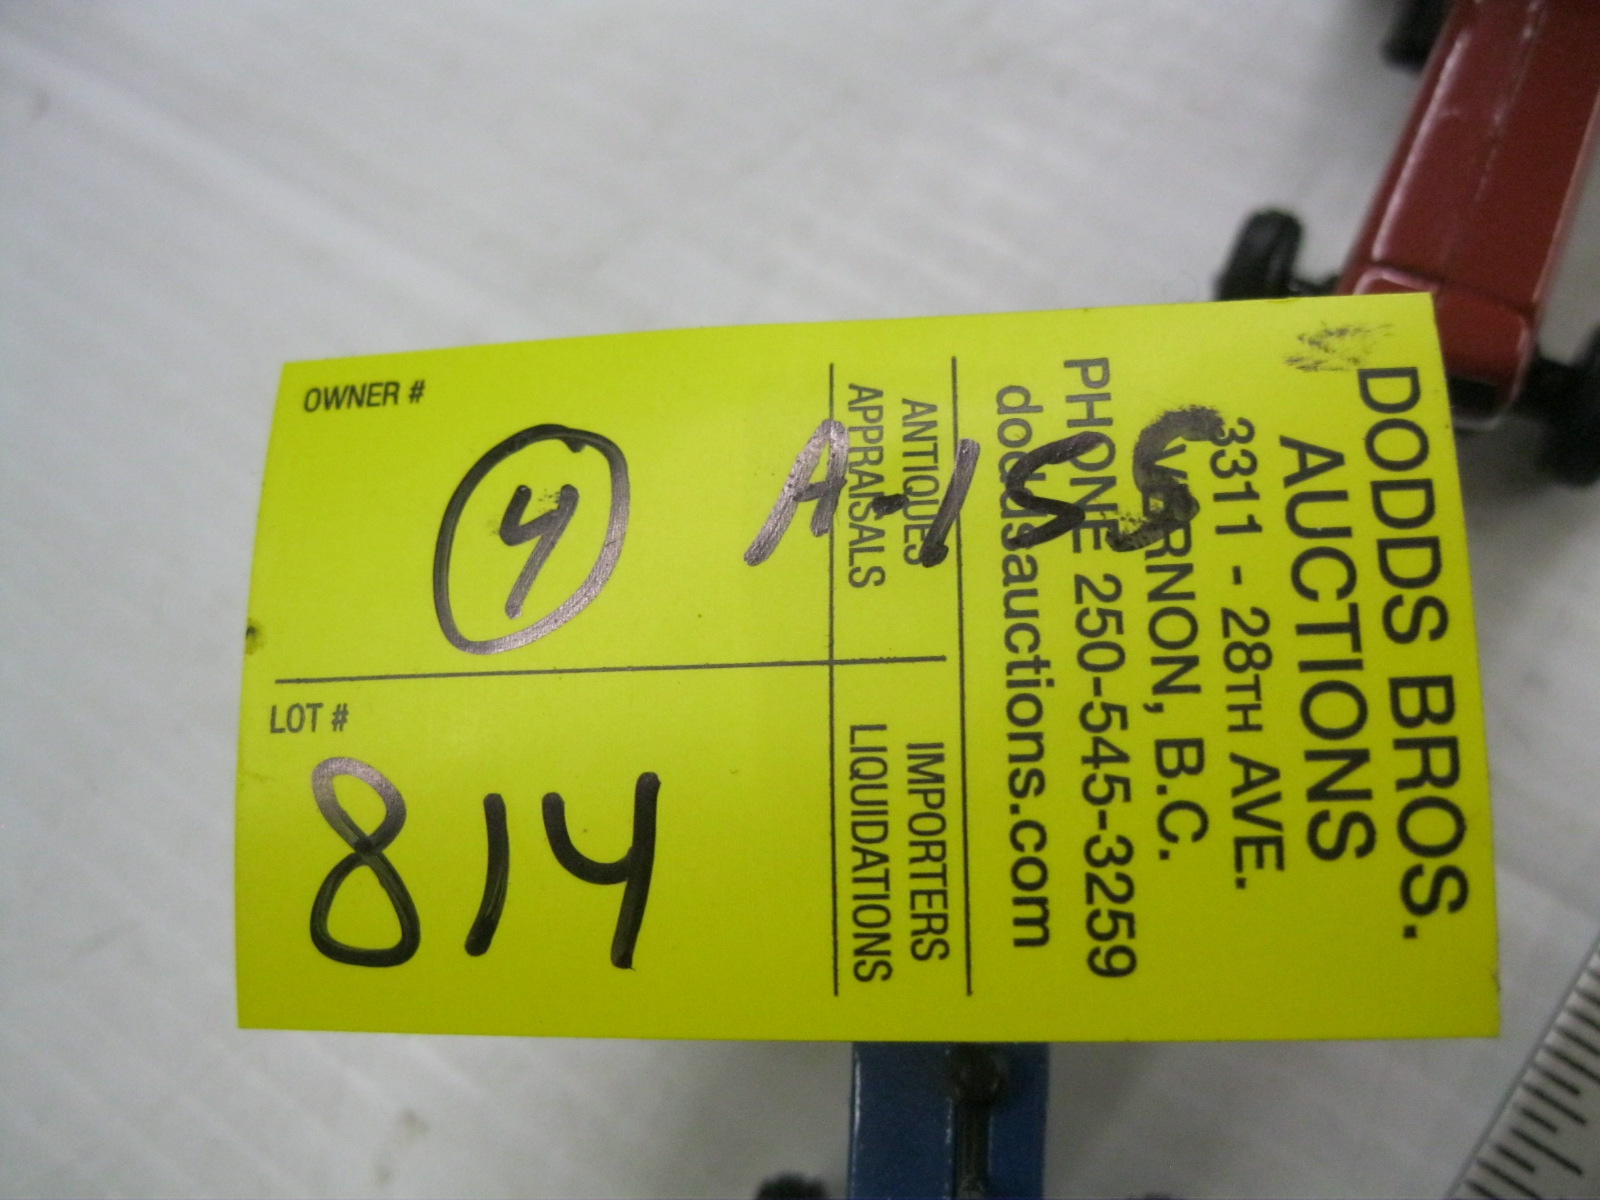 DODDS BROS.
AUCTIONS
3311 - 28TH AVE.
VERNON, B.C.
PHONE 250-545-3259
doddsauctions.com
ANTIQUES
APPRAISALS
IMPORTERS
LIQUIDATIONS
OWNER #
4
LOT #
814